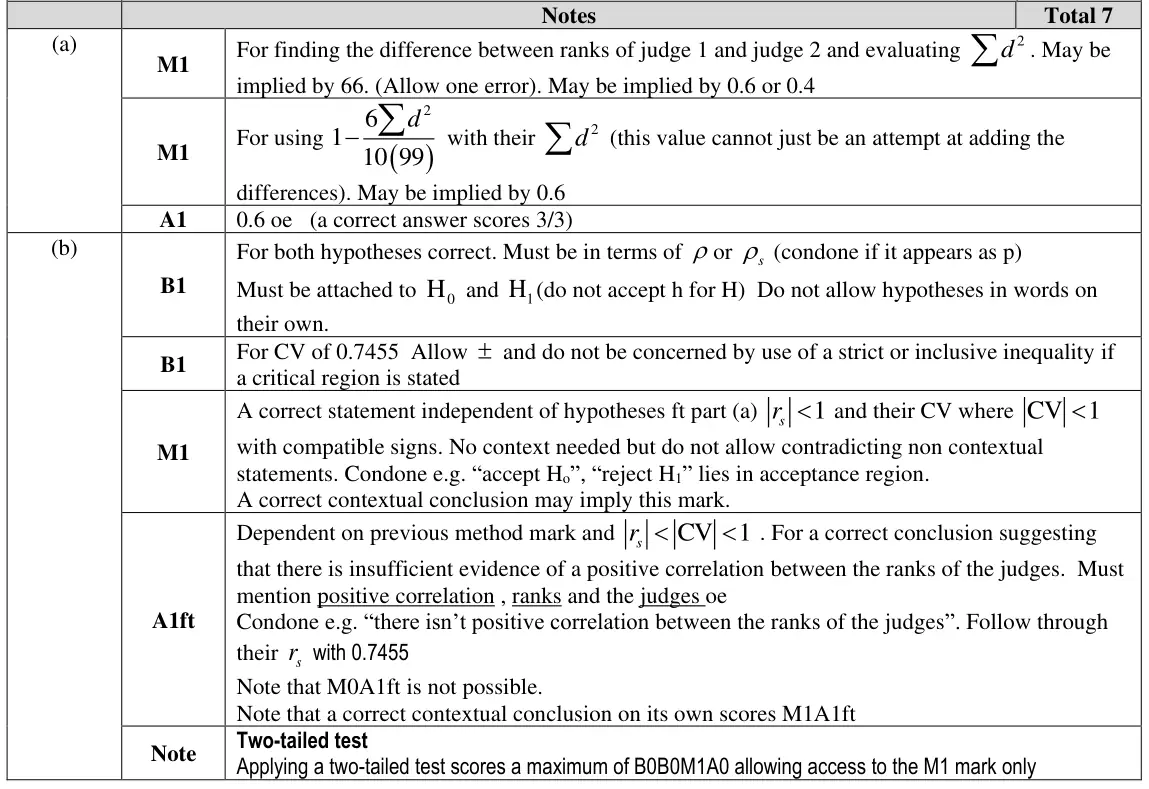 Notes Total 7
(a) M1 For finding the difference between ranks of judge 1 and judge 2 and evaluating ∑d². May be
implied by 66. (Allow one error). May be implied by 0.6 or 0.4
M1 For using 1 − 6∑d² / 10(99) with their ∑d² (this value cannot just be an attempt at adding the
differences). May be implied by 0.6
A1 0.6 oe (a correct answer scores 3/3)
(b) B1 For both hypotheses correct. Must be in terms of ρ or ρₛ (condone if it appears as p)
Must be attached to H₀ and H₁(do not accept h for H) Do not allow hypotheses in words on
their own.
B1 For CV of 0.7455 Allow ± and do not be concerned by use of a strict or inclusive inequality if
a critical region is stated
M1 A correct statement independent of hypotheses ft part (a) |rₛ| < 1 and their CV where |CV| < 1
with compatible signs. No context needed but do not allow contradicting non contextual
statements. Condone e.g. “accept Hₒ”, “reject H₁” lies in acceptance region.
A correct contextual conclusion may imply this mark.
A1ft Dependent on previous method mark and |rₛ| < |CV| < 1 . For a correct conclusion suggesting
that there is insufficient evidence of a positive correlation between the ranks of the judges. Must
mention positive correlation , ranks and the judges oe
Condone e.g. “there isn’t positive correlation between the ranks of the judges”. Follow through
their rₛ with 0.7455
Note that M0A1ft is not possible.
Note that a correct contextual conclusion on its own scores M1A1ft
Note Two-tailed test
Applying a two-tailed test scores a maximum of B0B0M1A0 allowing access to the M1 mark only